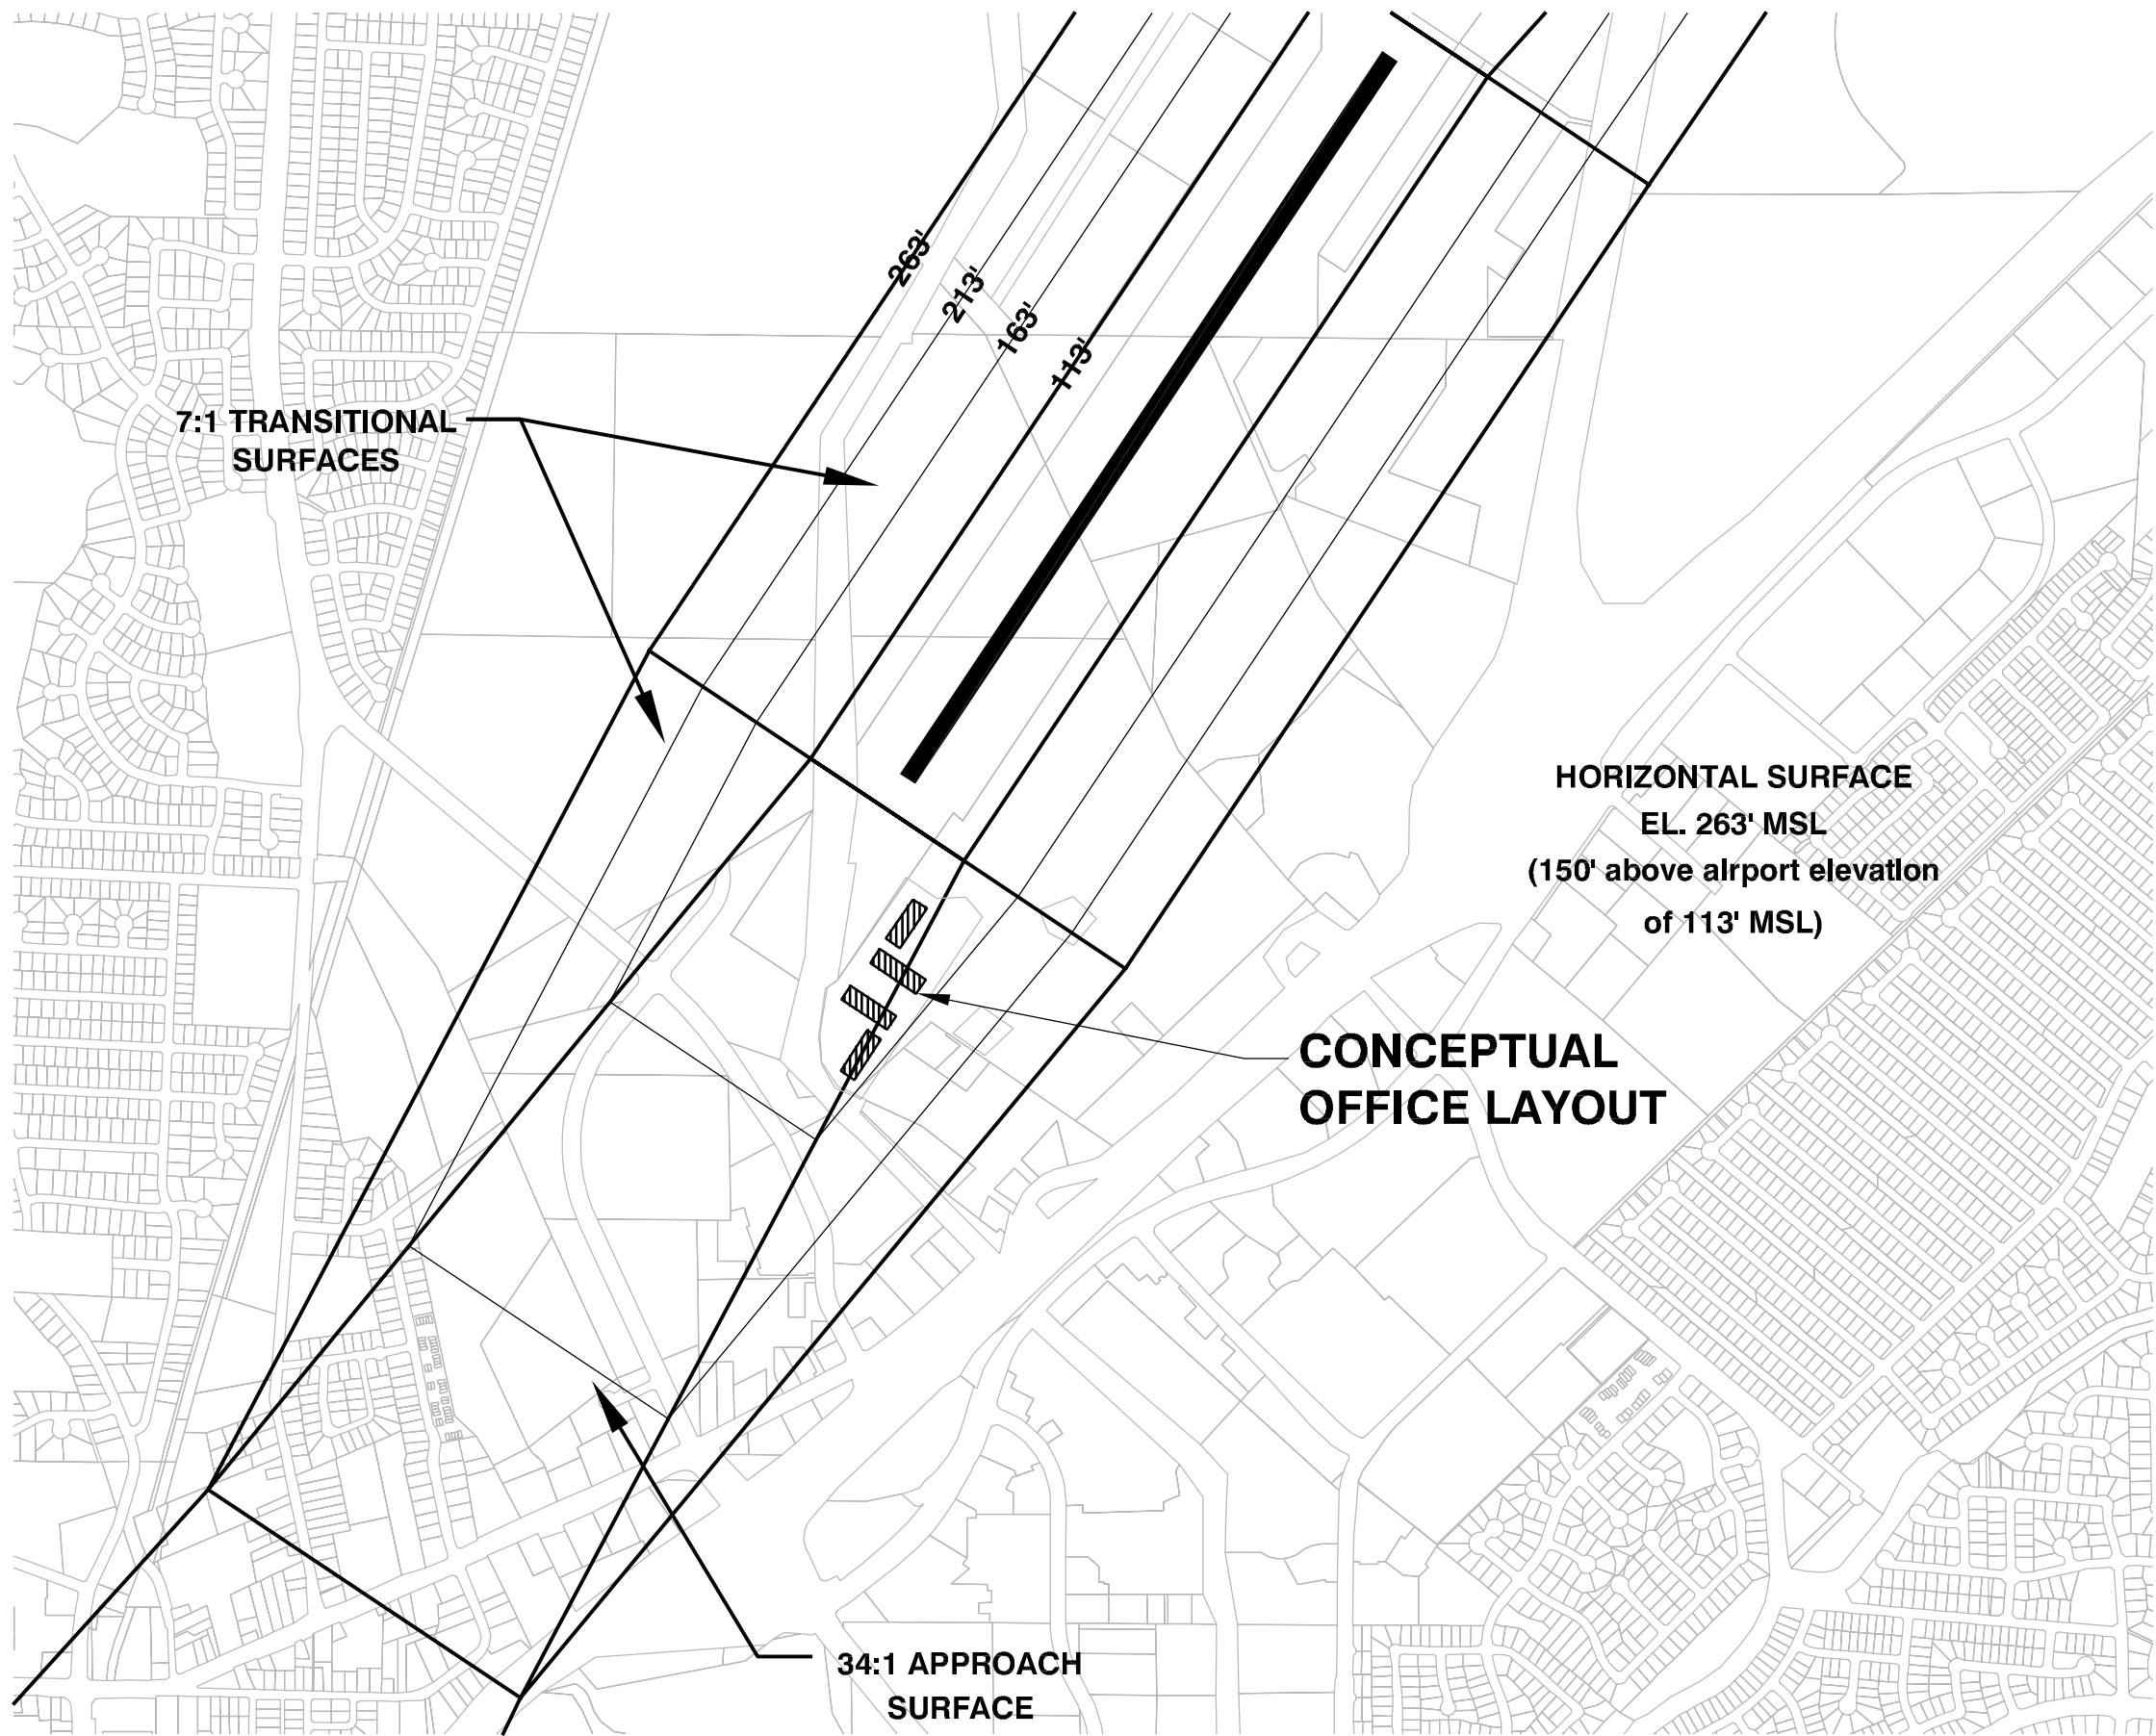 263'
213'
163'
113'
7:1 TRANSITIONAL
SURFACES
HORIZONTAL SURFACE
EL. 263' MSL
(150' above airport elevation
of 113' MSL)
CONCEPTUAL
OFFICE LAYOUT
34:1 APPROACH
SURFACE